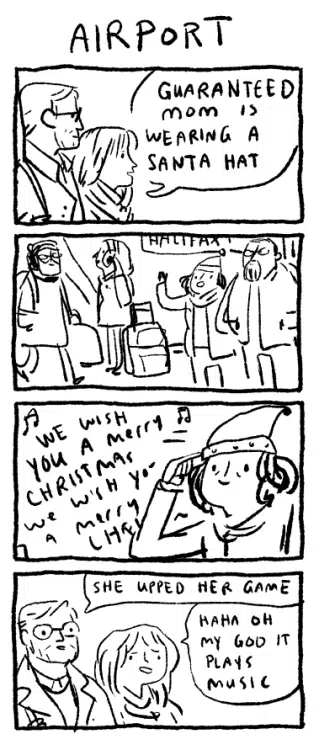 AIRPORT
GUARANTEED
MOM IS
WEARING A
SANTA HAT
HALIFAX
WE WISH
YOU A MERRY
CHRISTMAS
WE WISH YO
A MERRY
CHRI
SHE UPPED HER GAME
HAHA OH
MY GOD IT
PLAYS
MUSIC